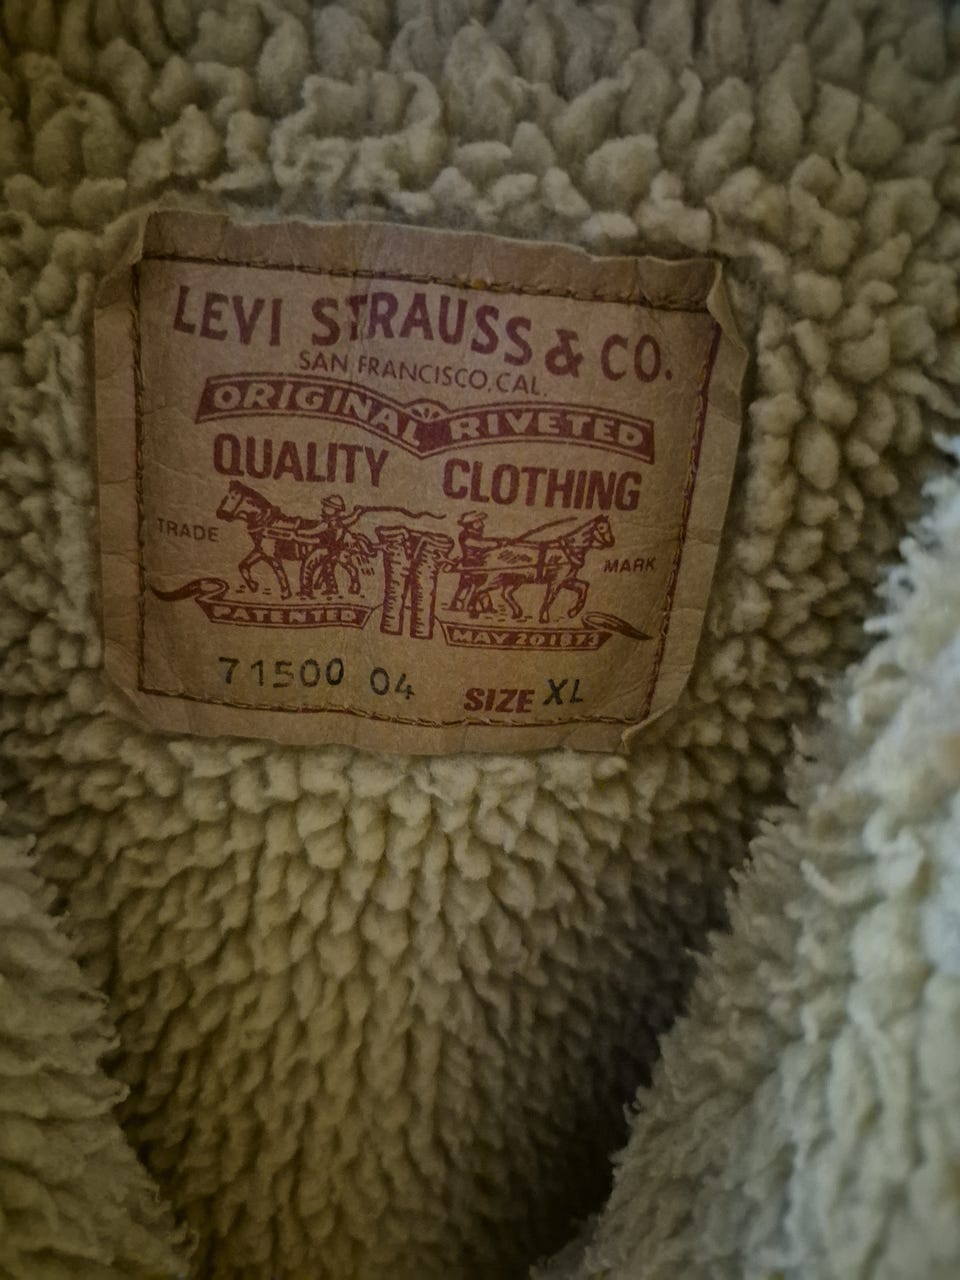 LEVI STRAUSS & CO.
SAN FRANCISCO, CAL.
ORIGINAL RIVETED
QUALITY CLOTHING
TRADE MARK
PATENTED MAY 20 1873
71500 04 SIZE XL